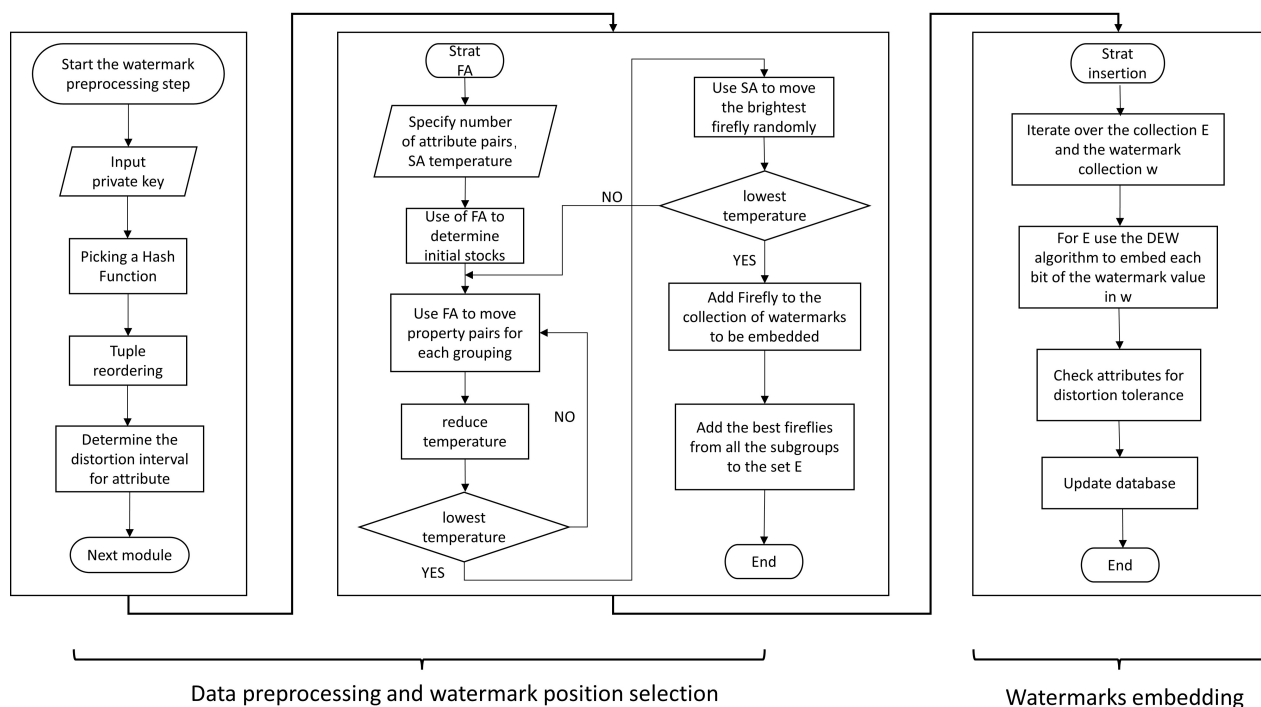 Start the watermark
preprocessing step
Input
private key
Picking a Hash
Function
Tuple
reordering
Determine the
distortion interval
for attribute
Next module
Strat
FA
Specify number
of attribute pairs,
SA temperature
Use of FA to
determine
initial stocks
Use FA to move
property pairs for
each grouping
reduce
temperature
NO
lowest
temperature
YES
Use SA to move
the brightest
firefly randomly
lowest
temperature
NO
YES
Add Firefly to the
collection of watermarks
to be embedded
Add the best fireflies
from all the subgroups
to the set E
End
Strat
insertion
Iterate over the collection E
and the watermark
collection w
For E use the DEW
algorithm to embed each
bit of the watermark value
in w
Check attributes for
distortion tolerance
Update database
End
Data preprocessing and watermark position selection
Watermarks embedding